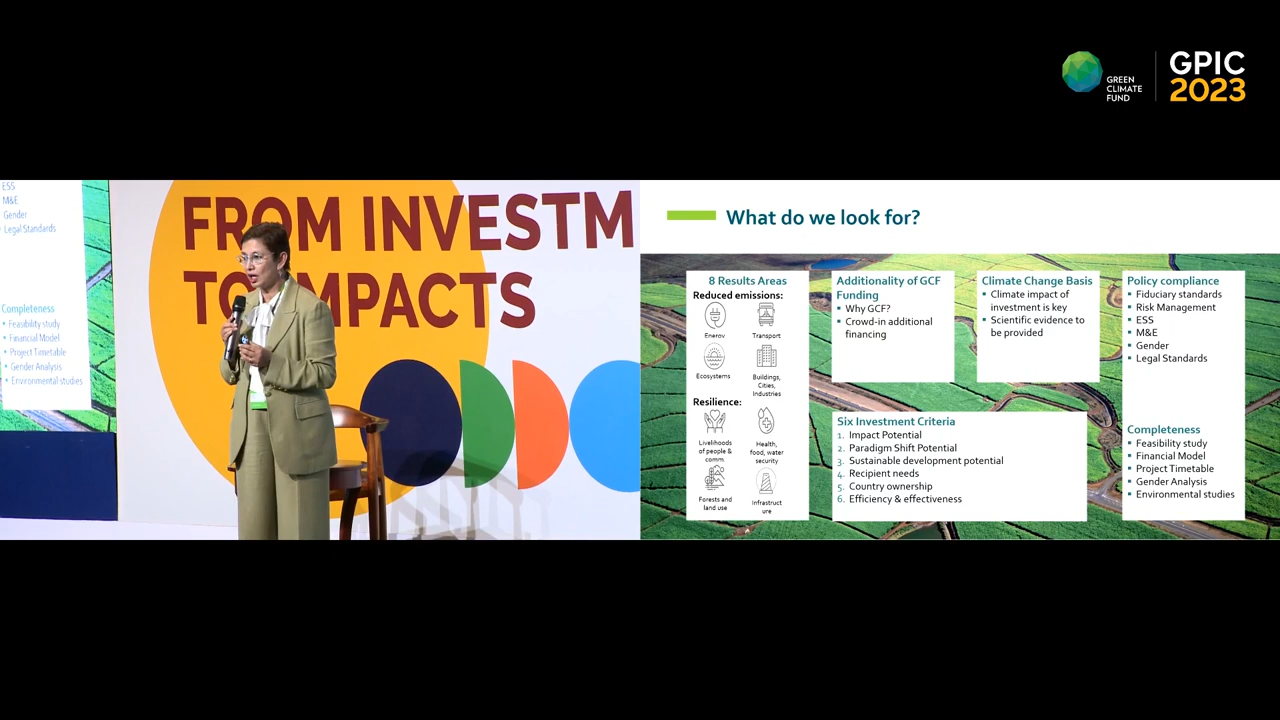 GREEN
CLIMATE
FUND
GPIC
2023
ESS
M&E
Gender
Legal Standards
Completeness
Feasibility study
Financial Model
Project Timetable
Gender Analysis
Environmental studies
FROM INVESTM
TO IMPACTS
What do we look for?
8 Results Areas
Reduced emissions:
Energy
Transport
Ecosystems
Buildings,
Cities,
Industries
Resilience:
Livelihoods
of people &
comm.
Health,
food, water
security
Forests and
land use
Infrastruct
ure
Additionality of GCF
Funding
▪ Why GCF?
▪ Crowd-in additional
financing
Climate Change Basis
▪ Climate impact of
investment is key
▪ Scientific evidence to
be provided
Six Investment Criteria
1. Impact Potential
2. Paradigm Shift Potential
3. Sustainable development potential
4. Recipient needs
5. Country ownership
6. Efficiency & effectiveness
Policy compliance
▪ Fiduciary standards
▪ Risk Management
▪ ESS
▪ M&E
▪ Gender
▪ Legal Standards
Completeness
▪ Feasibility study
▪ Financial Model
▪ Project Timetable
▪ Gender Analysis
▪ Environmental studies